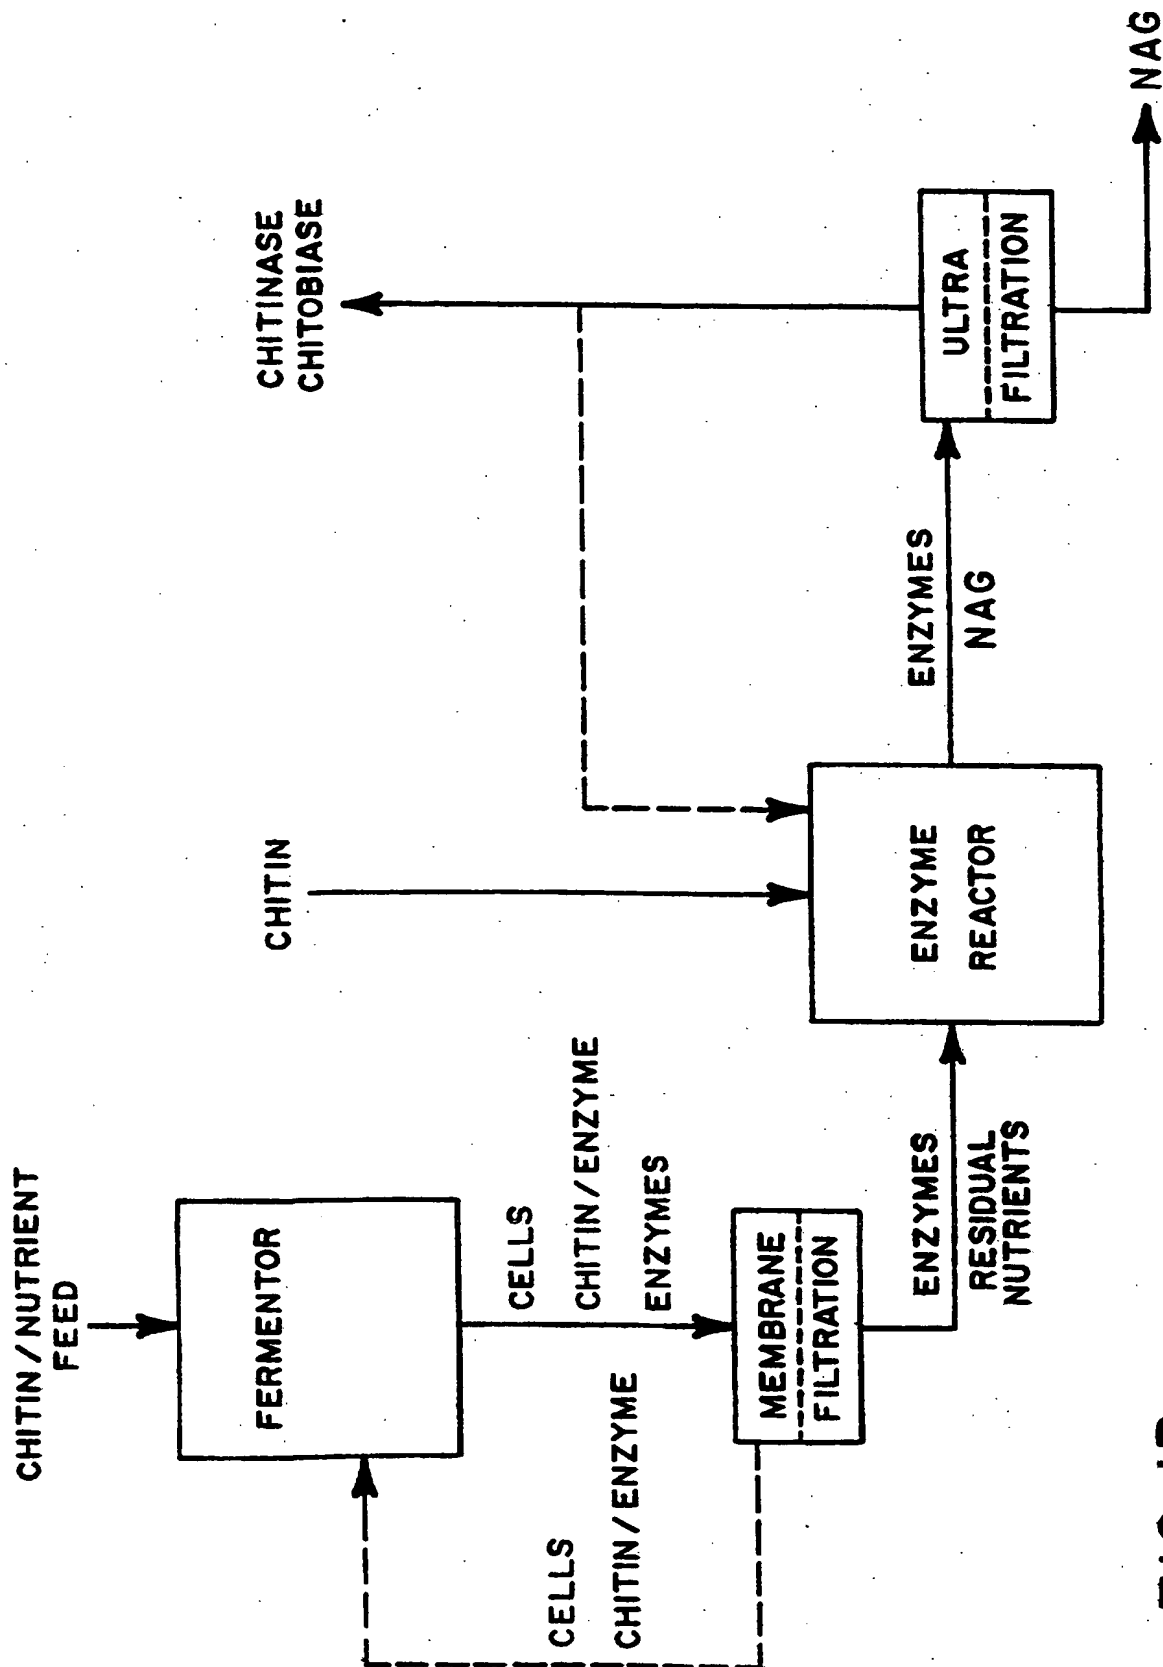 CHITIN / NUTRIENT
FEED
FERMENTOR
CELLS
CHITIN / ENZYME
ENZYMES
CELLS
CHITIN / ENZYME
MEMBRANE
FILTRATION
ENZYMES
RESIDUAL
NUTRIENTS
CHITIN
ENZYME
REACTOR
ENZYMES
NAG
CHITINASE
CHITOBIASE
ULTRA
FILTRATION
NAG